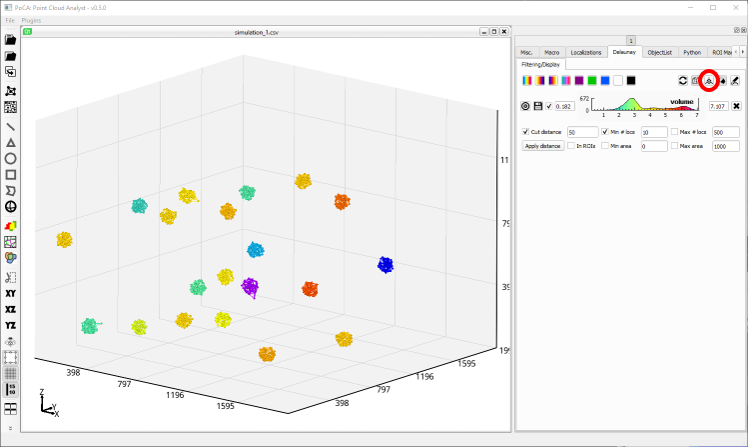 PoCA: Point Cloud Analyst - v0.5.0
File Plugins
simulation_1.csv
1
Misc. Macro Localizations Delaunay ObjectList Python ROI Ma
Filtering/Display
0.182 672 0 volume 1 2 3 4 5 6 7 7.107
Cut distance 50 Min # locs 10 Max # locs 500
Apply distance In ROIs Min area 0 Max area 1000
11
75
39
199
398 797 1196 1595
398 797 1196 1595
Z
Y
X
XY
XZ
YZ